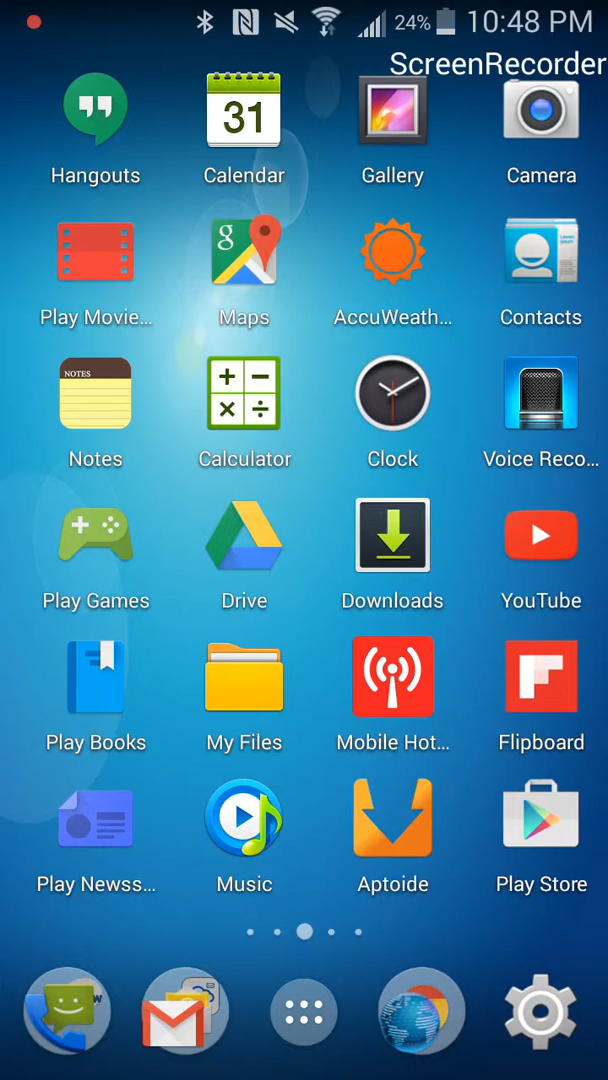 24% 10:48 PM
ScreenRecorder
31
Hangouts Calendar Gallery Camera
g
Play Movie... Maps AccuWeath... Contacts
NOTES
+ −
× ÷
Notes Calculator Clock Voice Reco...
Play Games Drive Downloads YouTube
Play Books My Files Mobile Hot... Flipboard
Play Newss... Music Aptoide Play Store